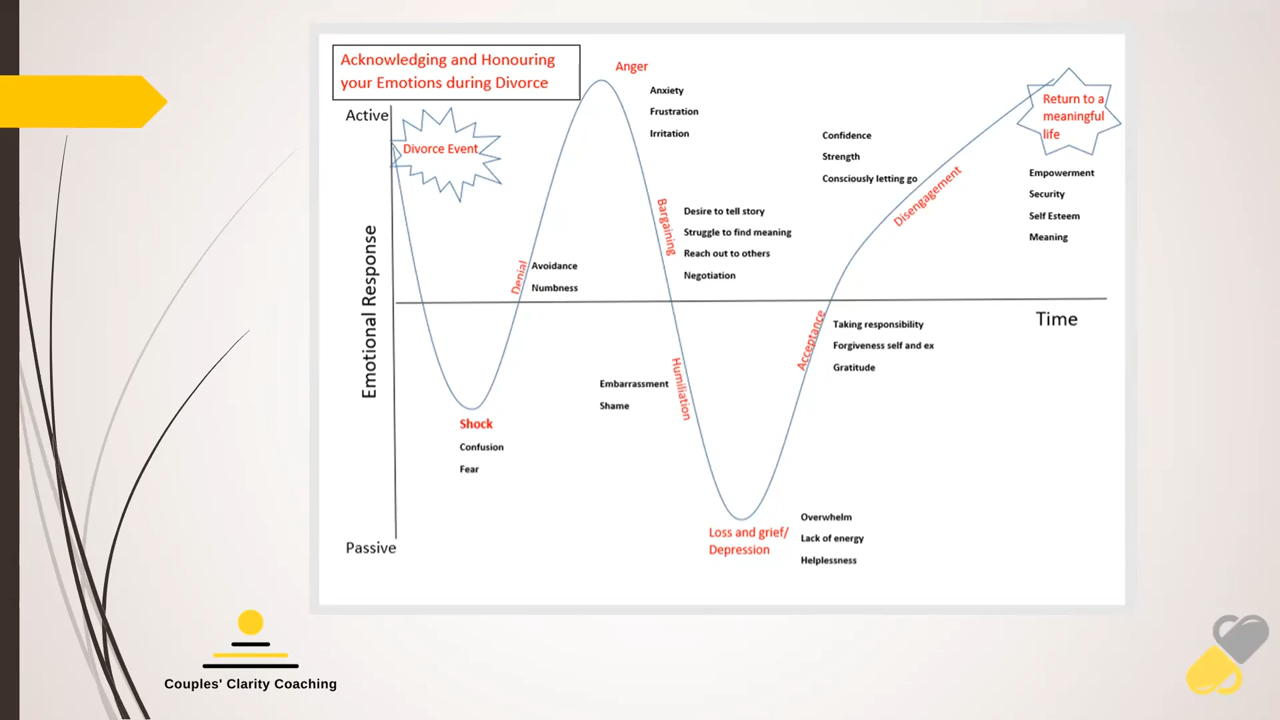 Acknowledging and Honouring
your Emotions during Divorce
Active
Divorce Event
Anger
Anxiety
Frustration
Irritation
Return to a
meaningful
life
Empowerment
Security
Self Esteem
Meaning
Confidence
Strength
Consciously letting go
Disengagement
Bargaining
Desire to tell story
Struggle to find meaning
Reach out to others
Negotiation
Denial
Avoidance
Numbness
Emotional Response
Time
Acceptance
Taking responsibility
Forgiveness self and ex
Gratitude
Humiliation
Embarrassment
Shame
Shock
Confusion
Fear
Loss and grief/
Depression
Overwhelm
Lack of energy
Helplessness
Passive
Couples' Clarity Coaching